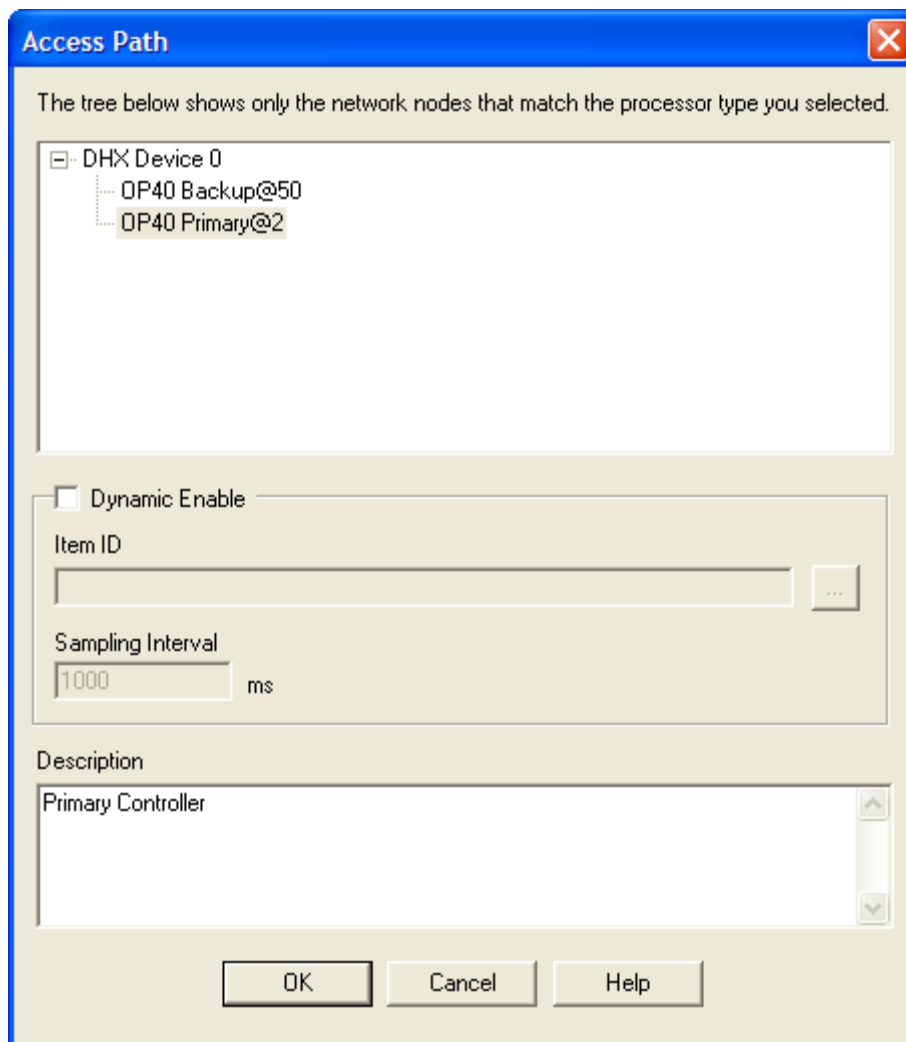 Access Path
The tree below shows only the network nodes that match the processor type you selected.
DHX Device 0
OP40 Backup@50
OP40 Primary@2
Dynamic Enable
Item ID
...
Sampling Interval
1000 ms
Description
Primary Controller
OK Cancel Help